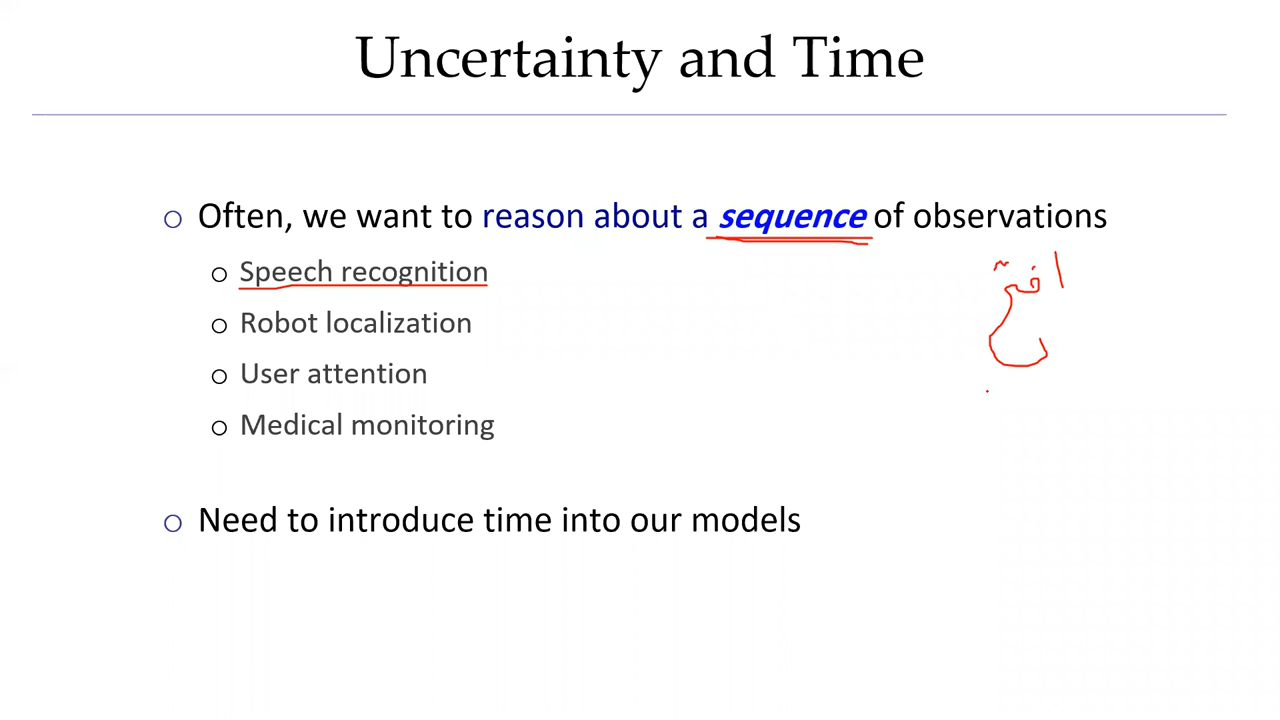 Uncertainty and Time
Often, we want to reason about a sequence of observations
Speech recognition
Robot localization
User attention
Medical monitoring
Need to introduce time into our models
افتح